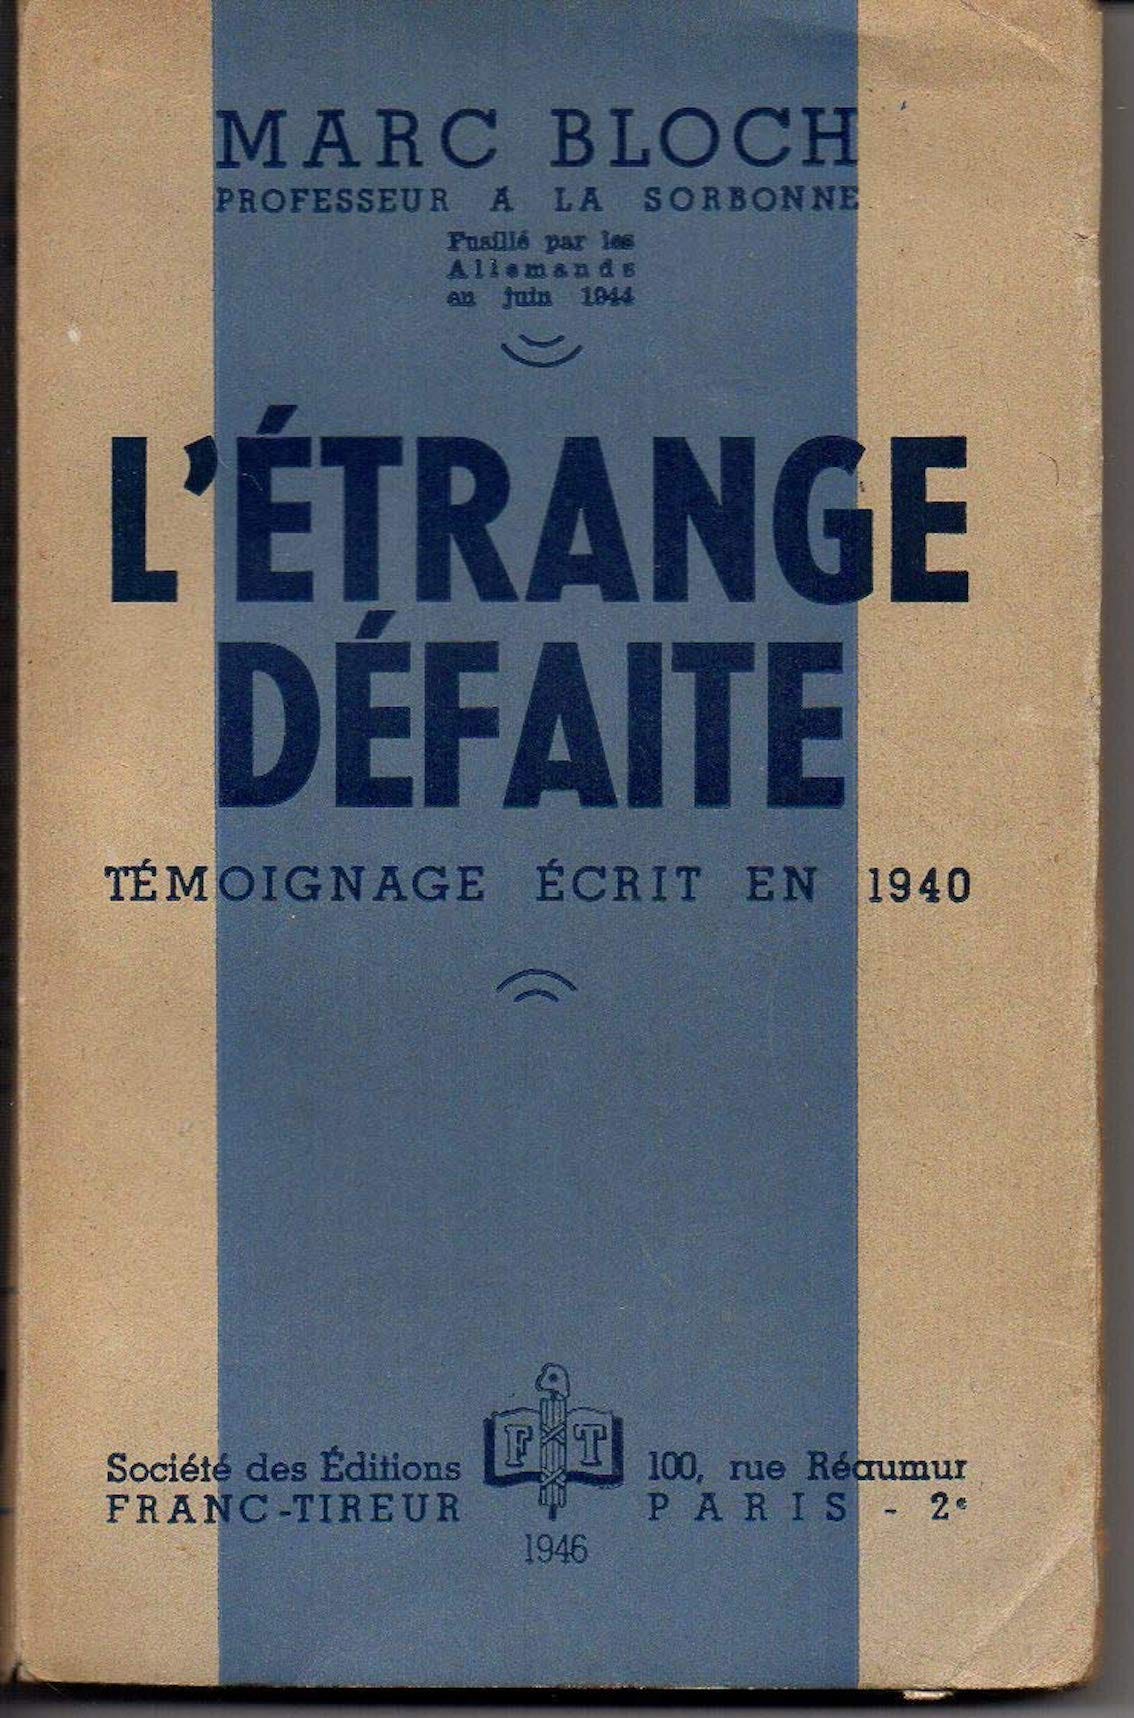 MARC BLOCH
PROFESSEUR A LA SORBONNE
Fusillé par les
Allemands
en juin 1944
L'ÉTRANGE
DÉFAITE
TÉMOIGNAGE ÉCRIT EN 1940
F T
Société des Éditions
FRANC-TIREUR
100, rue Réaumur
PARIS - 2e
1946